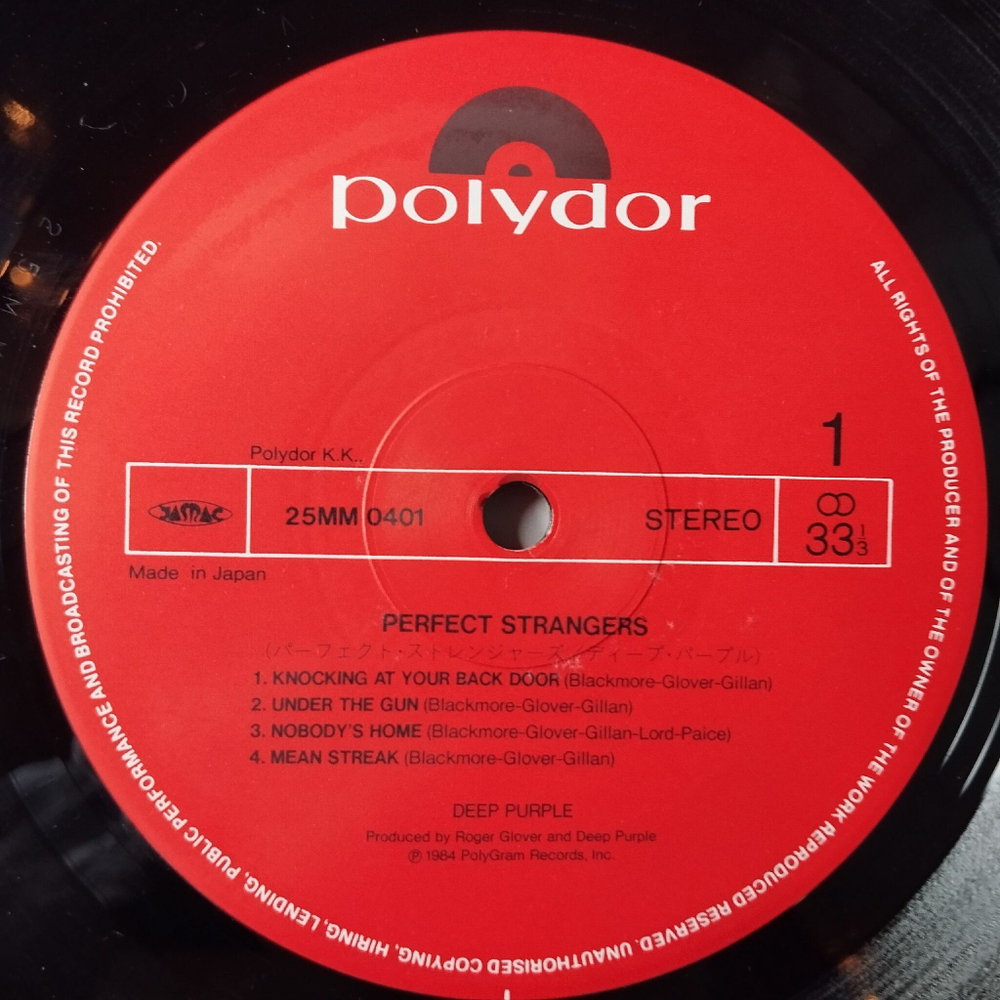 polydor
1
Polydor K.K.,
JASRAC
25MM 0401
STEREO
33 1/3
Made in Japan
PERFECT STRANGERS
(パーフェクト・ストレンジャーズ/ディープ・パープル)
1. KNOCKING AT YOUR BACK DOOR (Blackmore-Glover-Gillan)
2. UNDER THE GUN (Blackmore-Glover-Gillan)
3. NOBODY'S HOME (Blackmore-Glover-Gillan-Lord-Paice)
4. MEAN STREAK (Blackmore-Glover-Gillan)
DEEP PURPLE
Produced by Roger Glover and Deep Purple
℗ 1984 PolyGram Records, Inc.
ALL RIGHTS OF THE PRODUCER AND OF THE OWNER OF THE WORK REPRODUCED RESERVED. UNAUTHORISED COPYING, HIRING, LENDING, PUBLIC PERFORMANCE AND BROADCASTING OF THIS RECORD PROHIBITED.